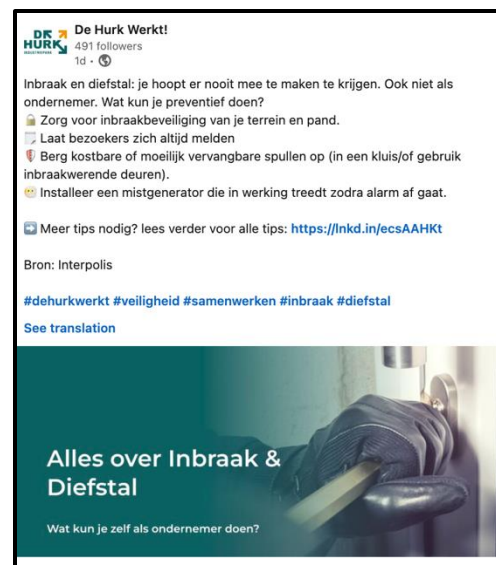 DE
HURK
De Hurk Werkt!
491 followers
1d •
Inbraak en diefstal: je hoopt er nooit mee te maken te krijgen. Ook niet als
ondernemer. Wat kun je preventief doen?
🔒 Zorg voor inbraakbeveiliging van je terrein en pand.
Laat bezoekers zich altijd melden
Berg kostbare of moeilijk vervangbare spullen op (in een kluis/of gebruik
inbraakwerende deuren).
Installeer een mistgenerator die in werking treedt zodra alarm af gaat.
➡️ Meer tips nodig? lees verder voor alle tips: https://lnkd.in/ecsAAHKt
Bron: Interpolis
#dehurkwerkt #veiligheid #samenwerken #inbraak #diefstal
See translation
Alles over Inbraak &
Diefstal
Wat kun je zelf als ondernemer doen?